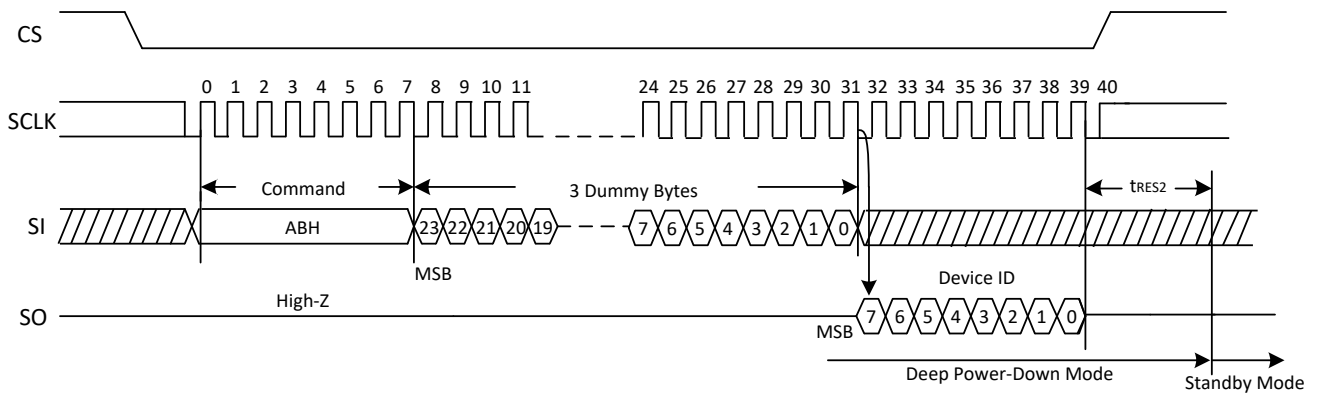 CS
0 1 2 3 4 5 6 7 8 9 10 11 24 25 26 27 28 29 30 31 32 33 34 35 36 37 38 39 40
SCLK
Command 3 Dummy Bytes tRES2
SI ABH 23 22 21 20 19 7 6 5 4 3 2 1 0
MSB Device ID
High-Z
SO 7 6 5 4 3 2 1 0
MSB
Deep Power-Down Mode Standby Mode